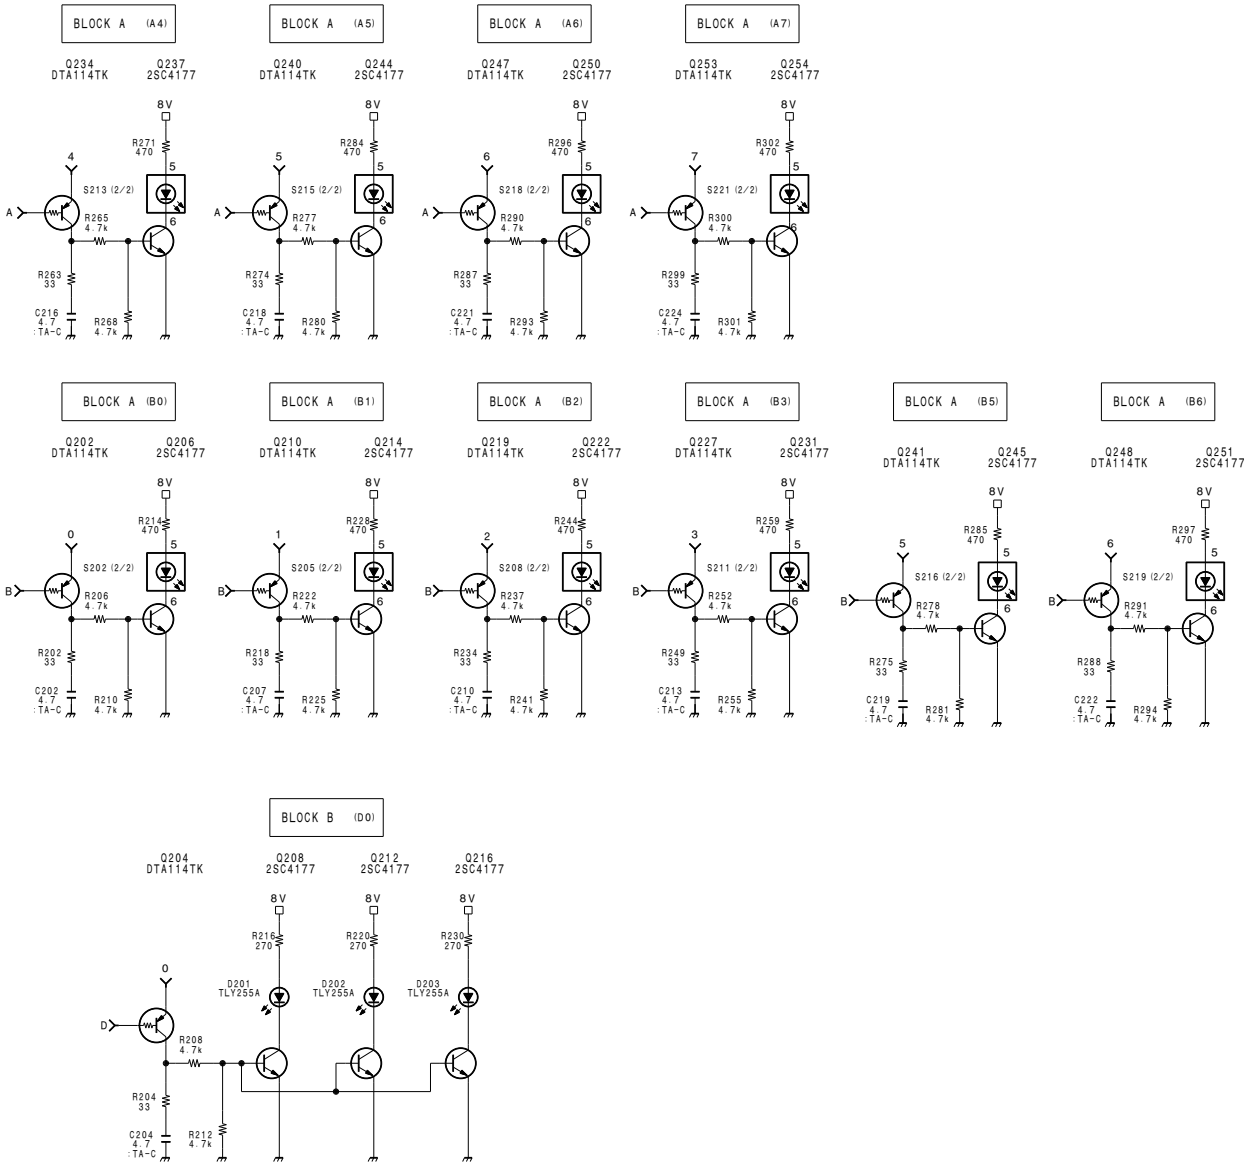 BLOCK A (A4)
Q234
DTA114TK
Q237
2SC4177
8V
R271
470
4
5
S213 (2/2)
A
R265
4.7k
6
R263
33
C216
4.7
:TA-C
R268
4.7k
BLOCK A (A5)
Q240
DTA114TK
Q244
2SC4177
8V
R284
470
5
5
S215 (2/2)
A
R277
4.7k
6
R274
33
C218
4.7
:TA-C
R280
4.7k
BLOCK A (A6)
Q247
DTA114TK
Q250
2SC4177
8V
R296
470
6
5
S218 (2/2)
A
R290
4.7k
6
R287
33
C221
4.7
:TA-C
R293
4.7k
BLOCK A (A7)
Q253
DTA114TK
Q254
2SC4177
8V
R302
470
7
5
S221 (2/2)
A
R300
4.7k
6
R299
33
C224
4.7
:TA-C
R301
4.7k
BLOCK A (B0)
Q202
DTA114TK
Q206
2SC4177
8V
R214
470
0
5
S202 (2/2)
B
R206
4.7k
6
R202
33
C202
4.7
:TA-C
R210
4.7k
BLOCK A (B1)
Q210
DTA114TK
Q214
2SC4177
8V
R228
470
1
5
S205 (2/2)
B
R222
4.7k
6
R218
33
C207
4.7
:TA-C
R225
4.7k
BLOCK A (B2)
Q219
DTA114TK
Q222
2SC4177
8V
R244
470
2
5
S208 (2/2)
B
R237
4.7k
6
R234
33
C210
4.7
:TA-C
R241
4.7k
BLOCK A (B3)
Q227
DTA114TK
Q231
2SC4177
8V
R259
470
3
5
S211 (2/2)
B
R252
4.7k
6
R249
33
C213
4.7
:TA-C
R255
4.7k
BLOCK A (B5)
Q241
DTA114TK
Q245
2SC4177
8V
R285
470
5
5
S216 (2/2)
B
R278
4.7k
6
R275
33
C219
4.7
:TA-C
R281
4.7k
BLOCK A (B6)
Q248
DTA114TK
Q251
2SC4177
8V
R297
470
6
5
S219 (2/2)
B
R291
4.7k
6
R288
33
C222
4.7
:TA-C
R294
4.7k
BLOCK B (D0)
Q204
DTA114TK
Q208
2SC4177
Q212
2SC4177
Q216
2SC4177
8V
8V
8V
R216
270
R220
270
R230
270
0
D201
TLY255A
D202
TLY255A
D203
TLY255A
D
R208
4.7k
R204
33
C204
4.7
:TA-C
R212
4.7k